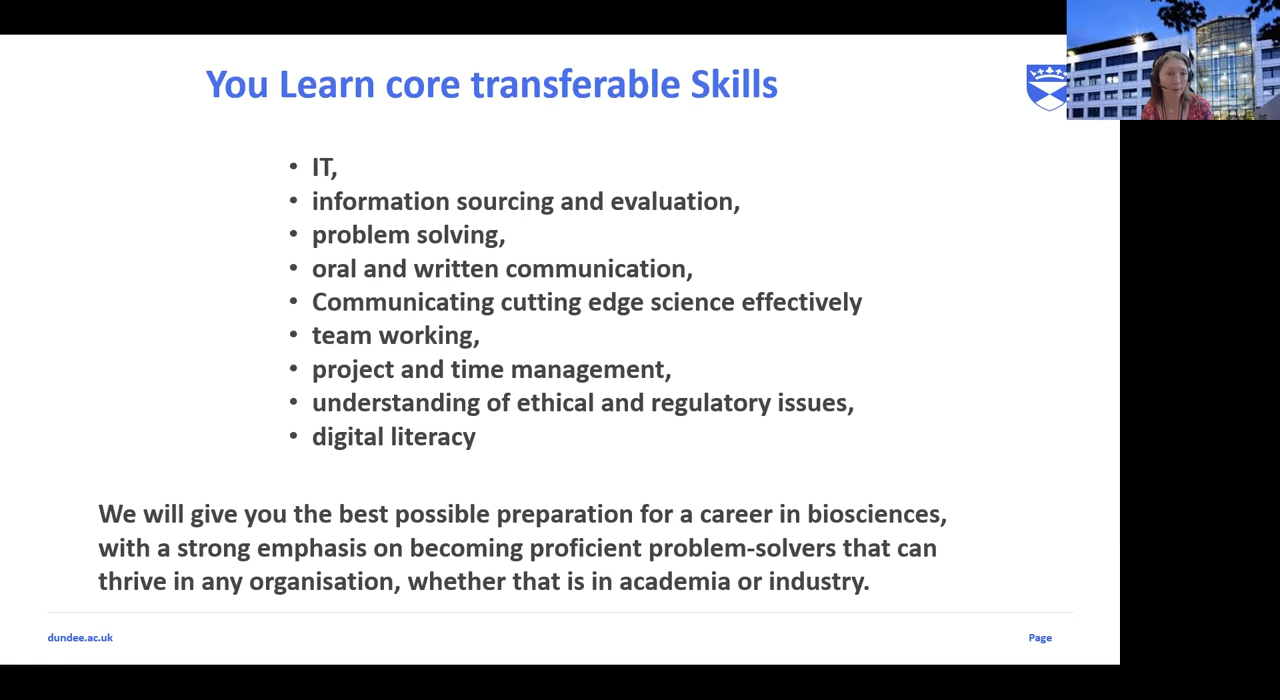 You Learn core transferable Skills
• IT,
• information sourcing and evaluation,
• problem solving,
• oral and written communication,
• Communicating cutting edge science effectively
• team working,
• project and time management,
• understanding of ethical and regulatory issues,
• digital literacy
We will give you the best possible preparation for a career in biosciences,
with a strong emphasis on becoming proficient problem-solvers that can
thrive in any organisation, whether that is in academia or industry.
dundee.ac.uk
Page